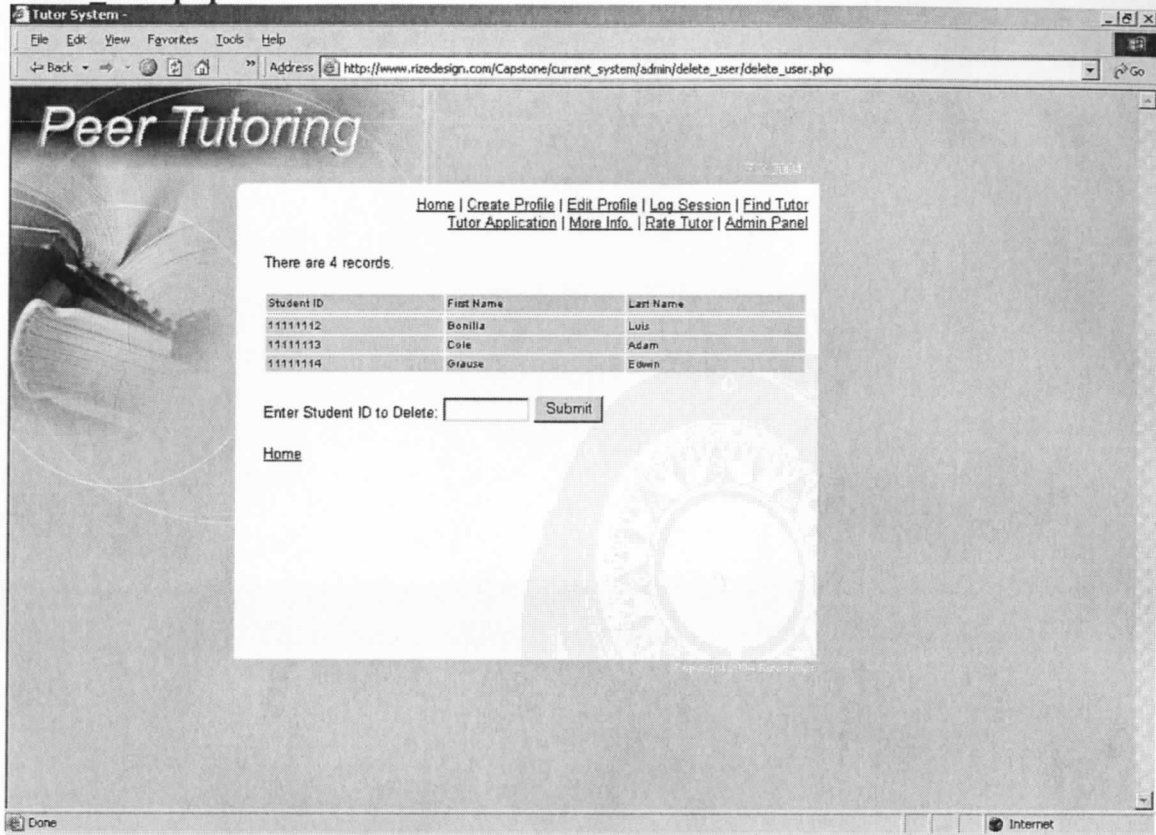 Tutor System -
File Edit View Favorites Tools Help
Back » Address http://www.rizedesign.com/Capstone/current_system/admin/delete_user/delete_user.php Go
Peer Tutoring
Home | Create Profile | Edit Profile | Log Session | Find Tutor
Tutor Application | More Info. | Rate Tutor | Admin Panel
There are 4 records.
Student ID First Name Last Name
11111112 Bonilla Luis
11111113 Cole Adam
11111114 Grause Edwin
Enter Student ID to Delete: Submit
Home
Done Internet